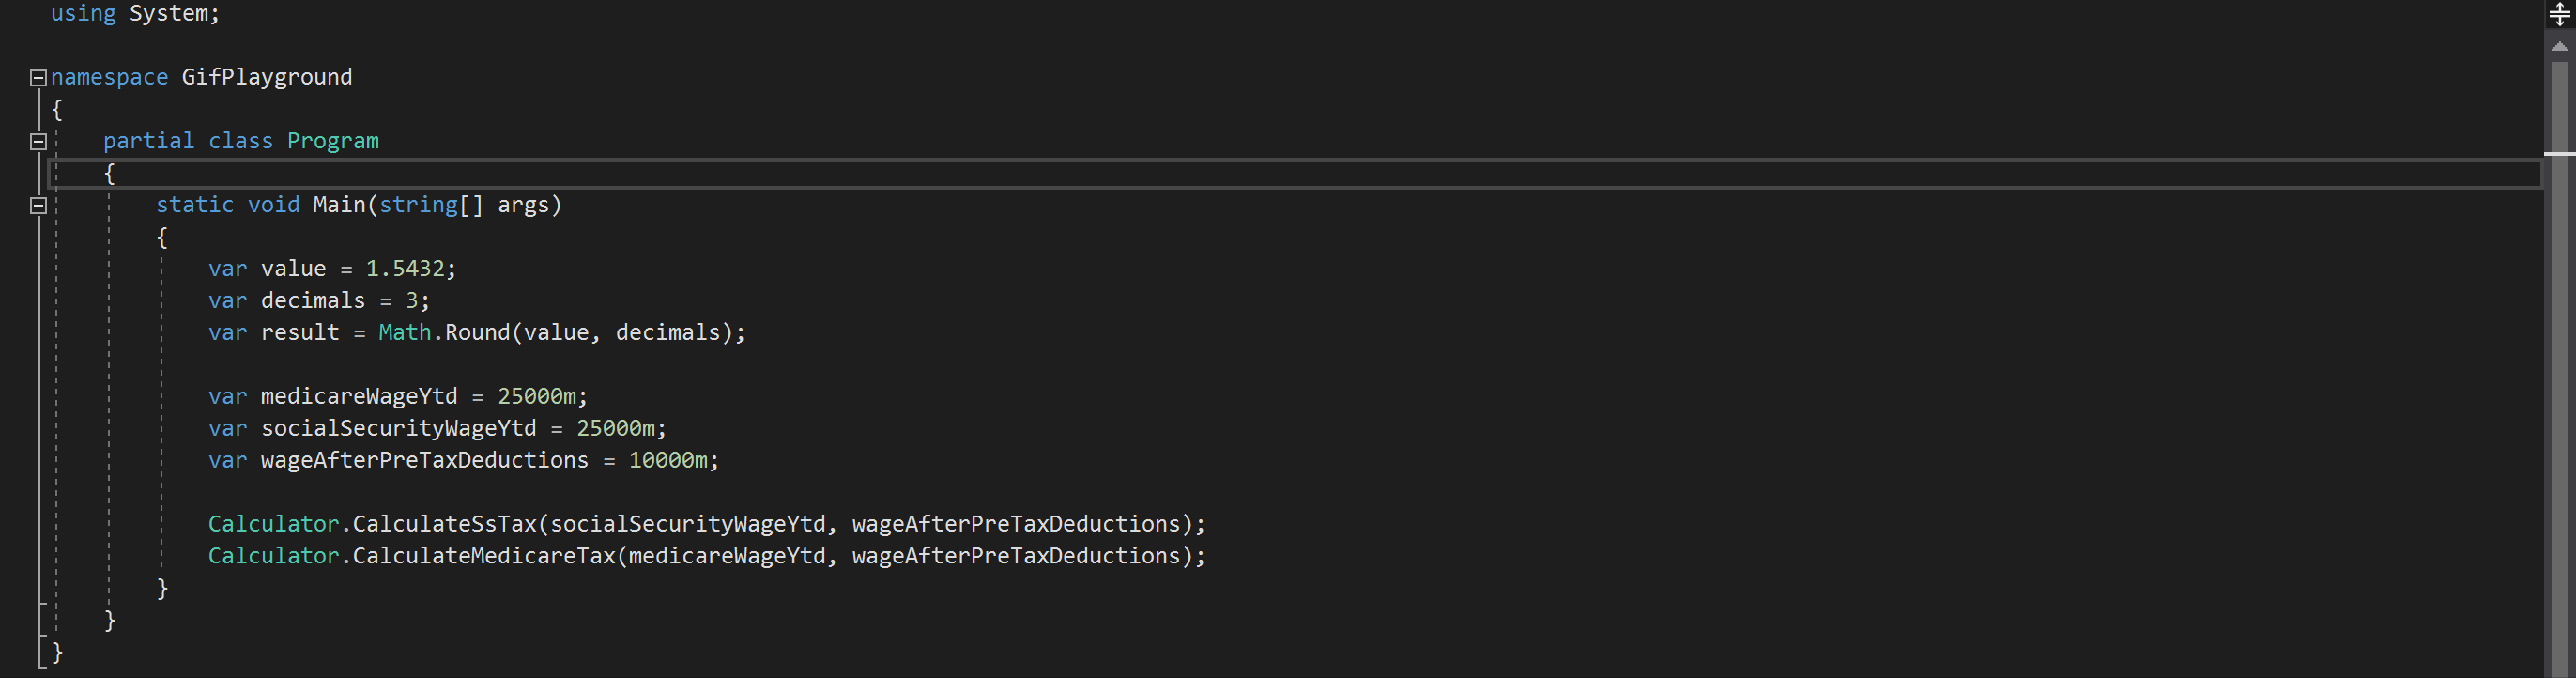 using System;
namespace GifPlayground
{
partial class Program
{
static void Main(string[] args)
{
var value = 1.5432;
var decimals = 3;
var result = Math.Round(value, decimals);
var medicareWageYtd = 25000m;
var socialSecurityWageYtd = 25000m;
var wageAfterPreTaxDeductions = 10000m;
Calculator.CalculateSsTax(socialSecurityWageYtd, wageAfterPreTaxDeductions);
Calculator.CalculateMedicareTax(medicareWageYtd, wageAfterPreTaxDeductions);
}
}
}